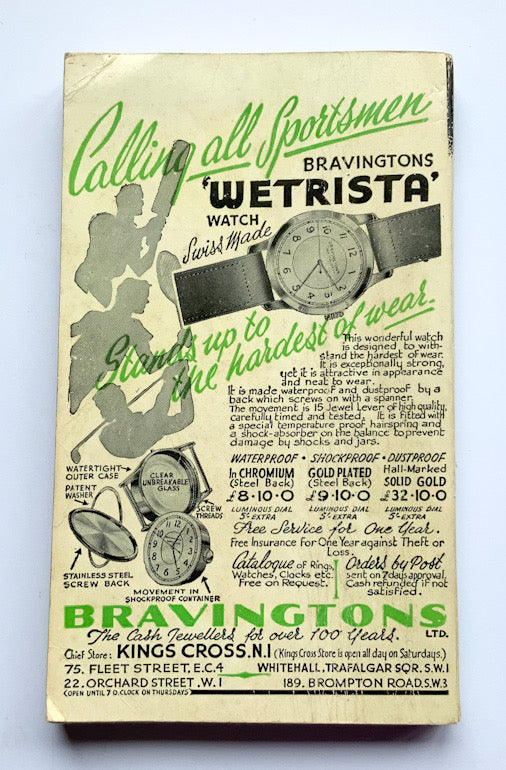 Calling all Sportsmen
BRAVINGTONS
'WETRISTA'
WATCH
Swiss Made
Stands up to
the hardest of wear.
This wonderful watch
is designed to with-
stand the hardest of wear.
It is exceptionally strong,
yet it is attractive in appearance
and neat to wear.
It is made waterproof and dustproof by a
back which screws on with a spanner.
The movement is 15 Jewel Lever of high quality,
carefully timed and tested. It is fitted with
a special temperature proof hairspring and
a shock-absorber on the balance to prevent
damage by shocks and jars.
WATERTIGHT
OUTER CASE
PATENT
WASHER
CLEAR
UNBREAKABLE
GLASS
SCREW
THREADS
STAINLESS STEEL
SCREW BACK
MOVEMENT IN
SHOCKPROOF CONTAINER
WATERPROOF • SHOCKPROOF • DUSTPROOF
In CHROMIUM
(Steel Back)
£8·10·0
LUMINOUS DIAL
5'- EXTRA
GOLD PLATED
(Steel Back)
£9·10·0
LUMINOUS DIAL
5'- EXTRA
Hall-Marked
SOLID GOLD
£32·10·0
LUMINOUS DIAL
5'- EXTRA
Free Service for One Year.
Free Insurance for One Year against Theft or
Loss.
Catalogue of Rings,
Watches, Clocks etc.
Free on Request.
Orders by Post
sent on 7 days approval,
Cash refunded if not
satisfied.
BRAVINGTONS
LTD.
The Cash Jewellers for over 100 Years.
Chief Store: KINGS CROSS, N.1 (Kings Cross Store is open all day on Saturdays.)
75. FLEET STREET, E.C.4 WHITEHALL, TRAFALGAR SQR. S.W.1
22. ORCHARD STREET, W.1 189. BROMPTON ROAD, S.W.3
(OPEN UNTIL 7 O.CLOCK ON THURSDAYS)